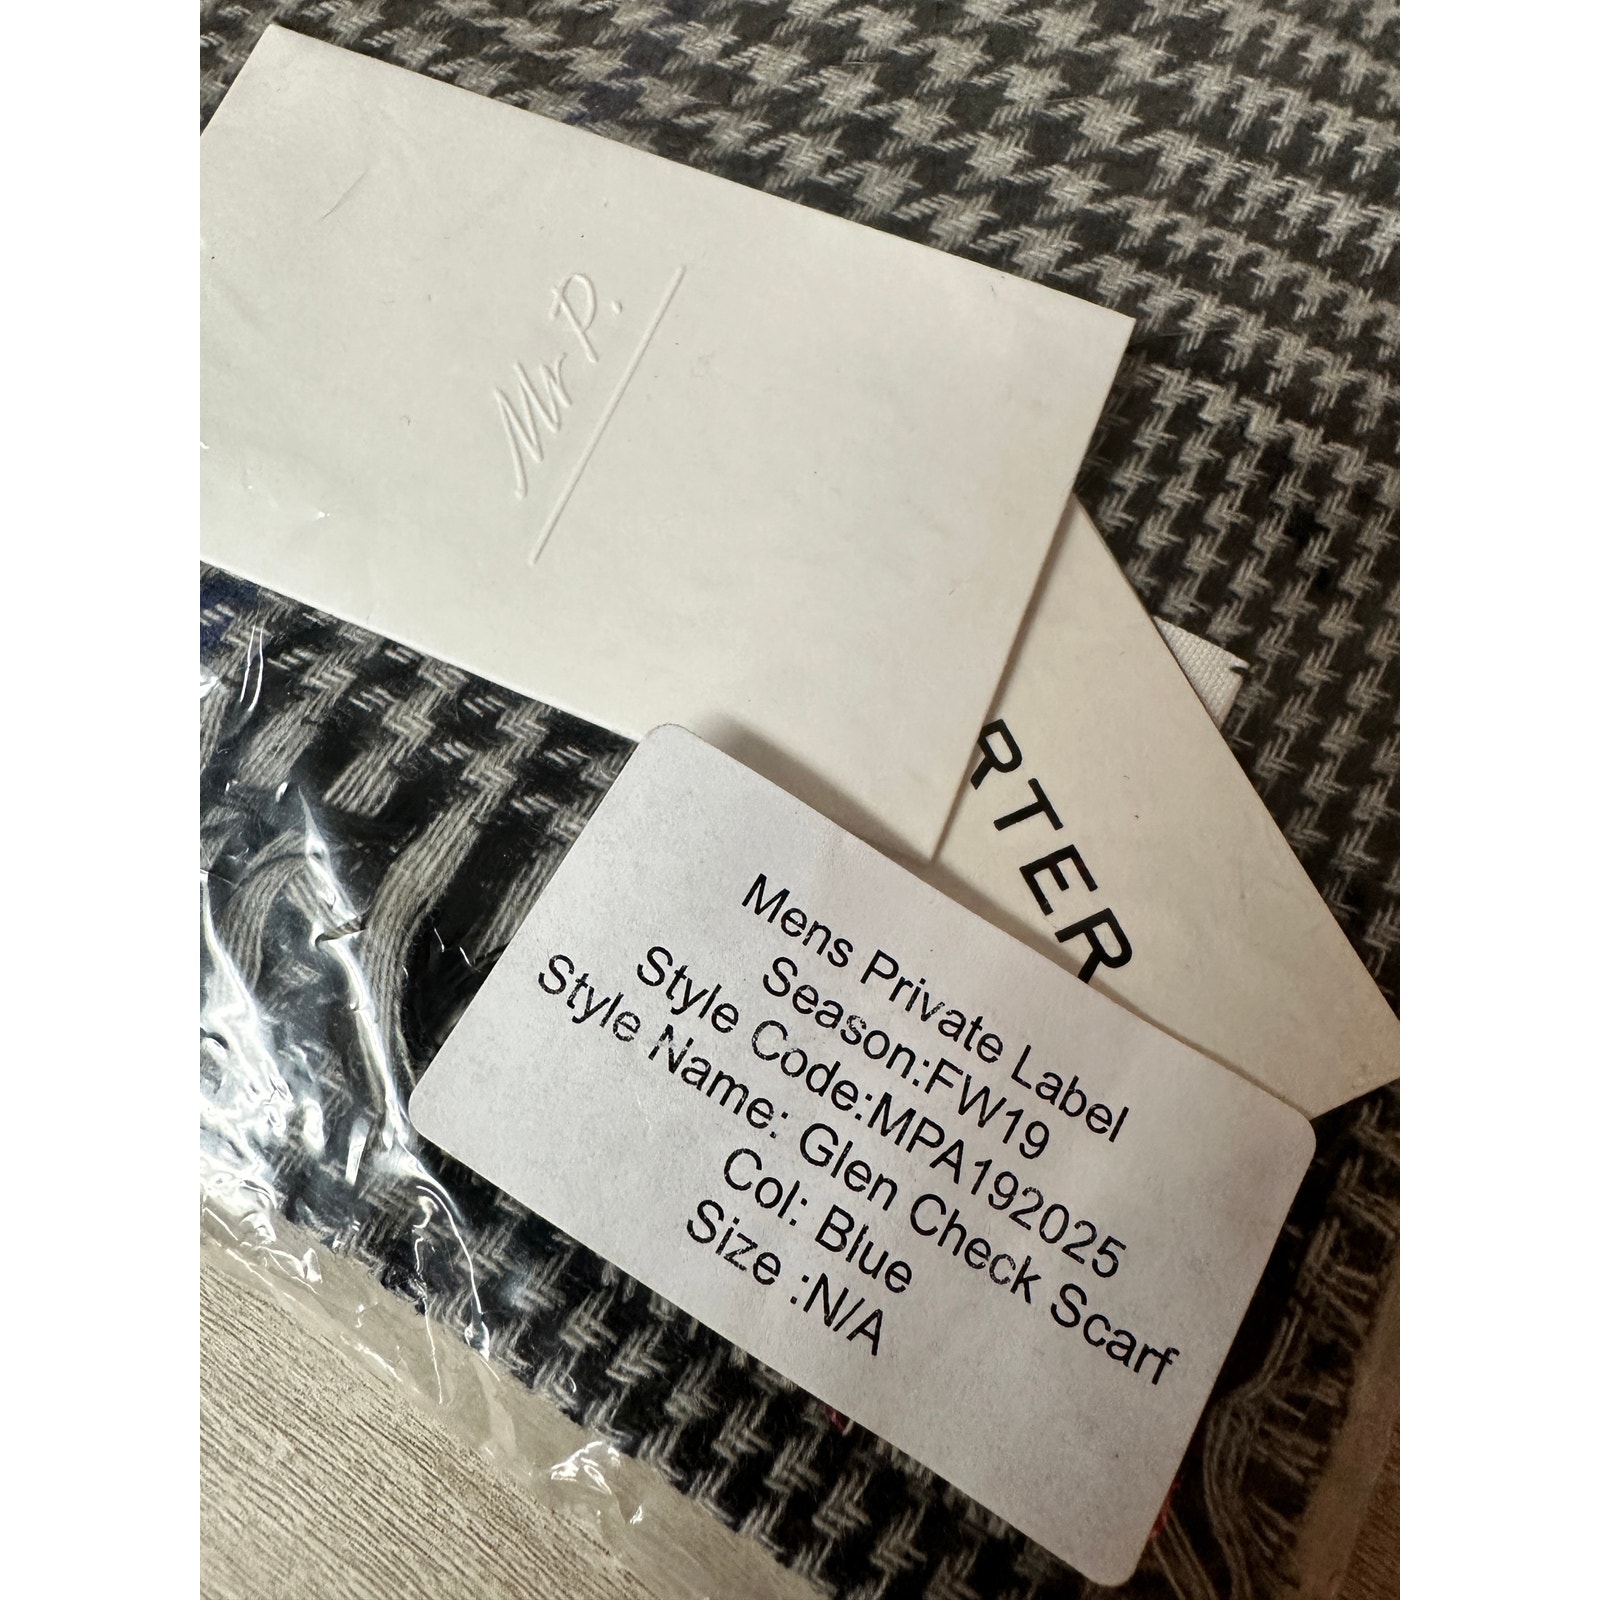 Mr P.
RTER
Mens Private Label
Season:FW19
Style Code:MPA192025
Style Name: Glen Check Scarf
Col: Blue
Size :N/A